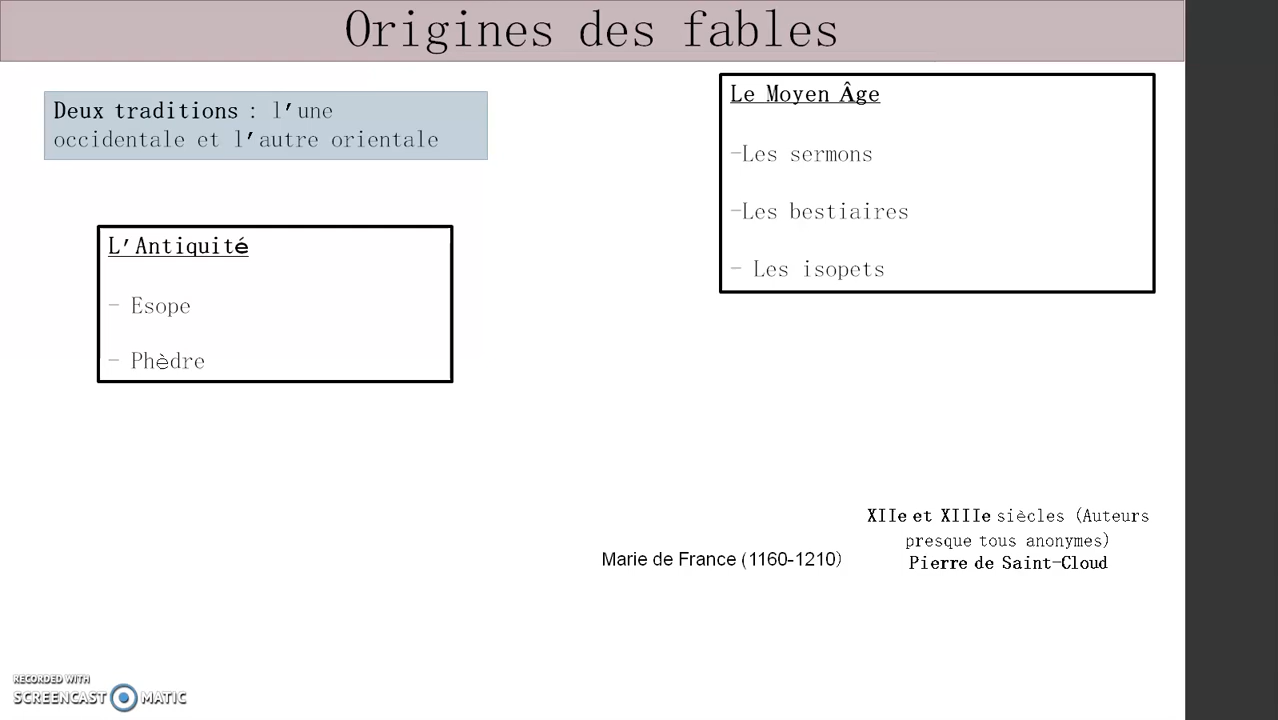 Origines des fables
Deux traditions : l'une
occidentale et l'autre orientale
L'Antiquité
- Esope
- Phèdre
Le Moyen Âge
-Les sermons
-Les bestiaires
- Les isopets
Marie de France (1160-1210)
XIIe et XIIIe siècles (Auteurs
presque tous anonymes)
Pierre de Saint-Cloud
RECORDED WITH
SCREENCAST MATIC